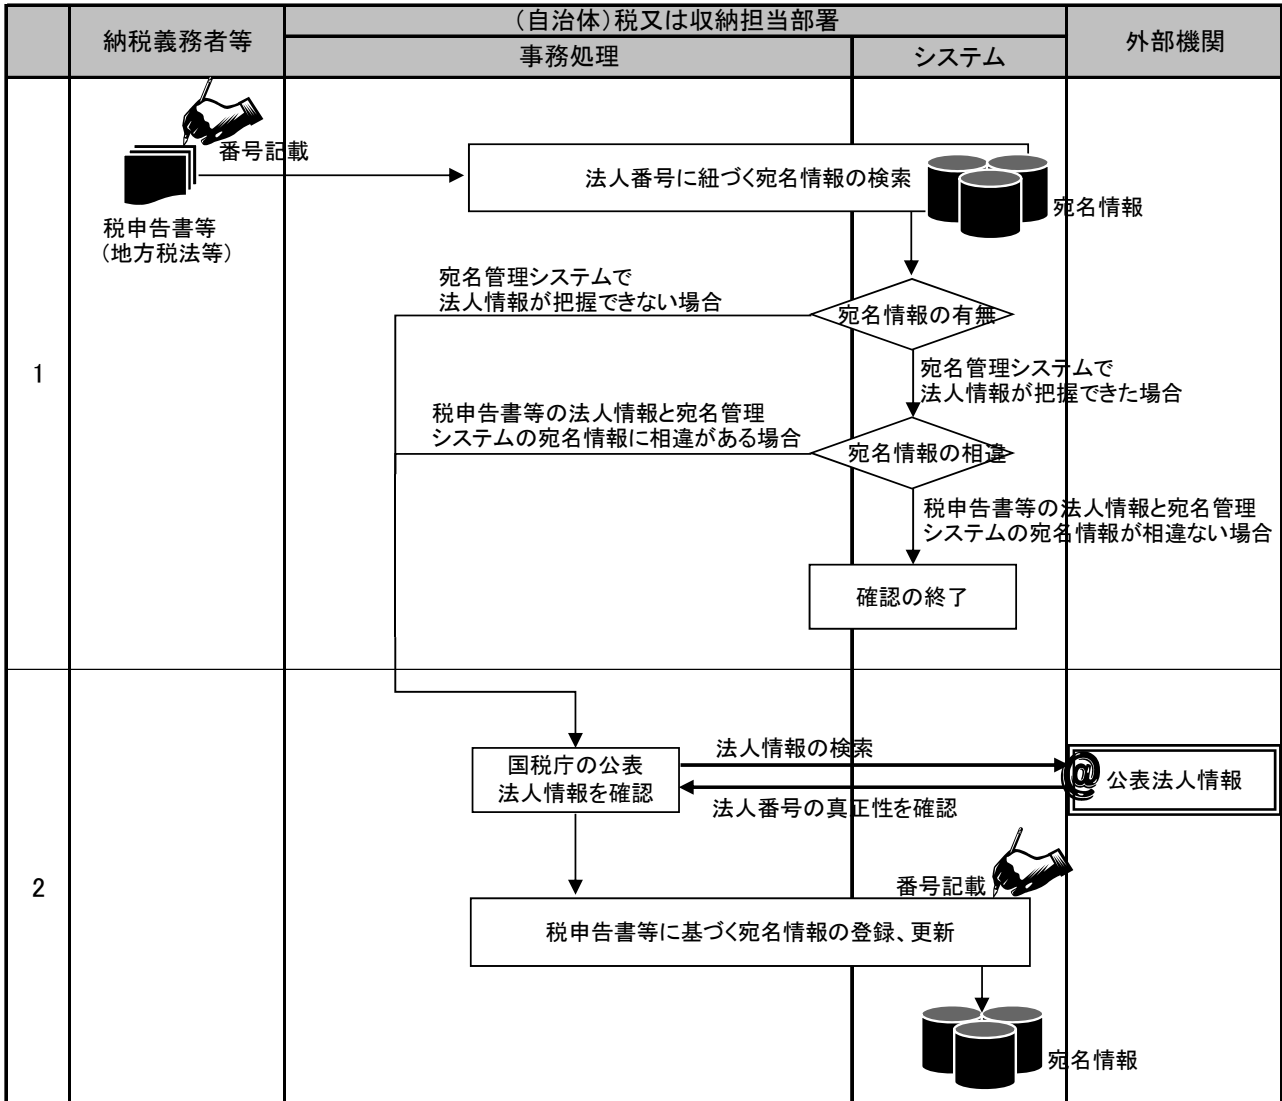 納税義務者等
(自治体)税又は収納担当部署
事務処理
システム
外部機関
1
番号記載
税申告書等
(地方税法等)
法人番号に紐づく宛名情報の検索
宛名情報
宛名管理システムで
法人情報が把握できない場合
宛名情報の有無
宛名管理システムで
法人情報が把握できた場合
税申告書等の法人情報と宛名管理
システムの宛名情報に相違がある場合
宛名情報の相違
税申告書等の法人情報と宛名管理
システムの宛名情報が相違ない場合
確認の終了
2
国税庁の公表
法人情報を確認
法人情報の検索
法人番号の真正性を確認
@
公表法人情報
番号記載
税申告書等に基づく宛名情報の登録、更新
宛名情報